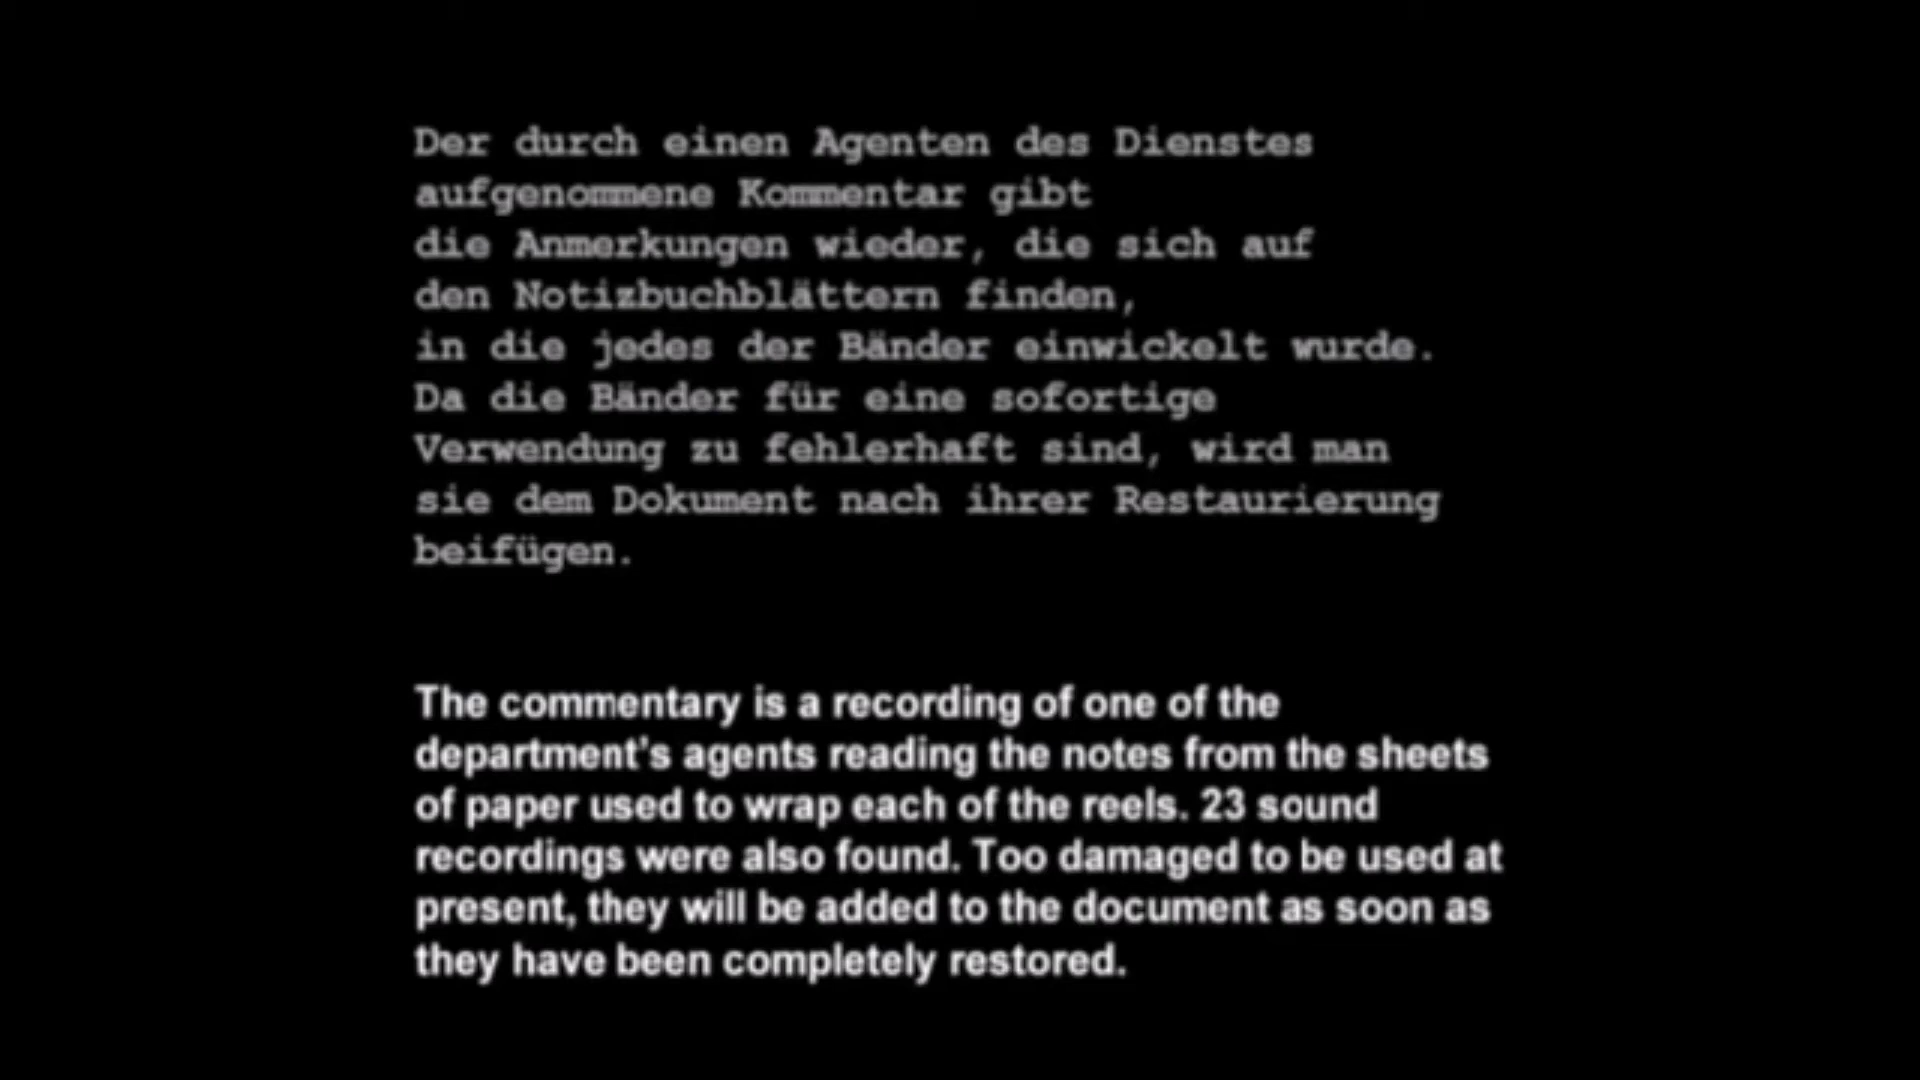 Der durch einen Agenten des Dienstes
aufgenommene Kommentar gibt
die Anmerkungen wieder, die sich auf
den Notizbuchblättern finden,
in die jedes der Bänder einwickelt wurde.
Da die Bänder für eine sofortige
Verwendung zu fehlerhaft sind, wird man
sie dem Dokument nach ihrer Restaurierung
beifügen.
The commentary is a recording of one of the
department's agents reading the notes from the sheets
of paper used to wrap each of the reels. 23 sound
recordings were also found. Too damaged to be used at
present, they will be added to the document as soon as
they have been completely restored.